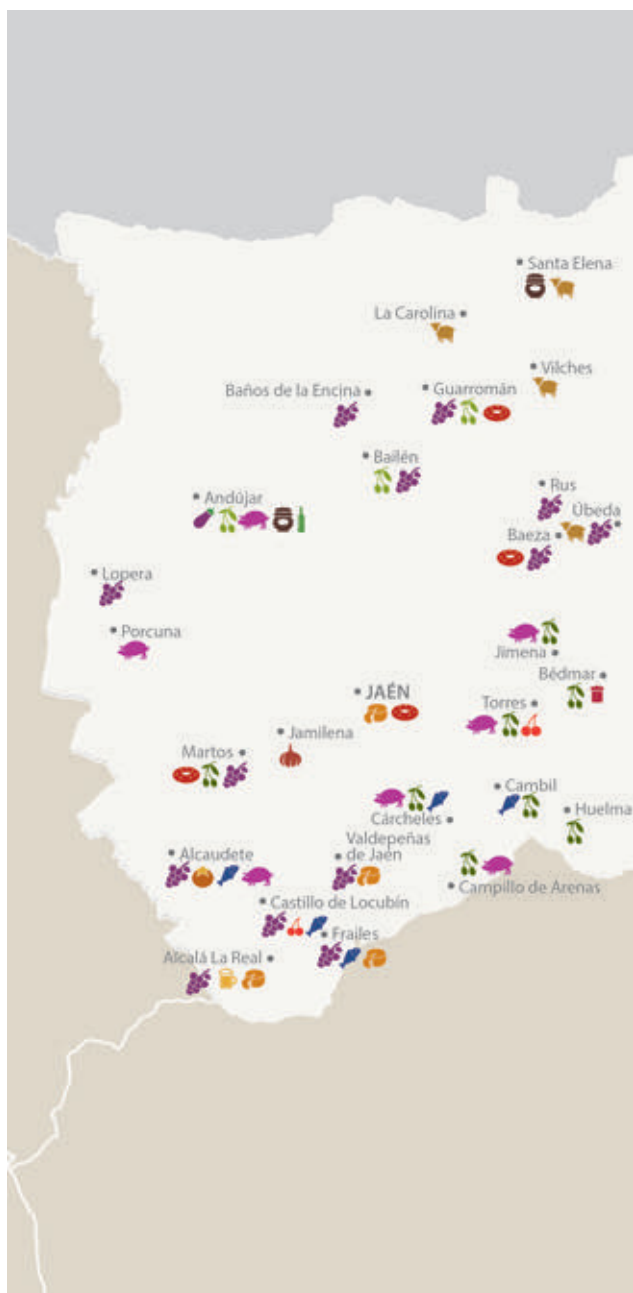 Santa Elena
La Carolina
Vilches
Baños de la Encina
Guarromán
Bailén
Rus
Andújar
Úbeda
Baeza
Lopera
Porcuna
Jimena
Bédmar
JAÉN
Torres
Jamilena
Martos
Cambil
Huelma
Cárcheles
Valdepeñas
de Jaén
Alcaudete
Campillo de Arenas
Castillo de Locubín
Frailes
Alcalá La Real